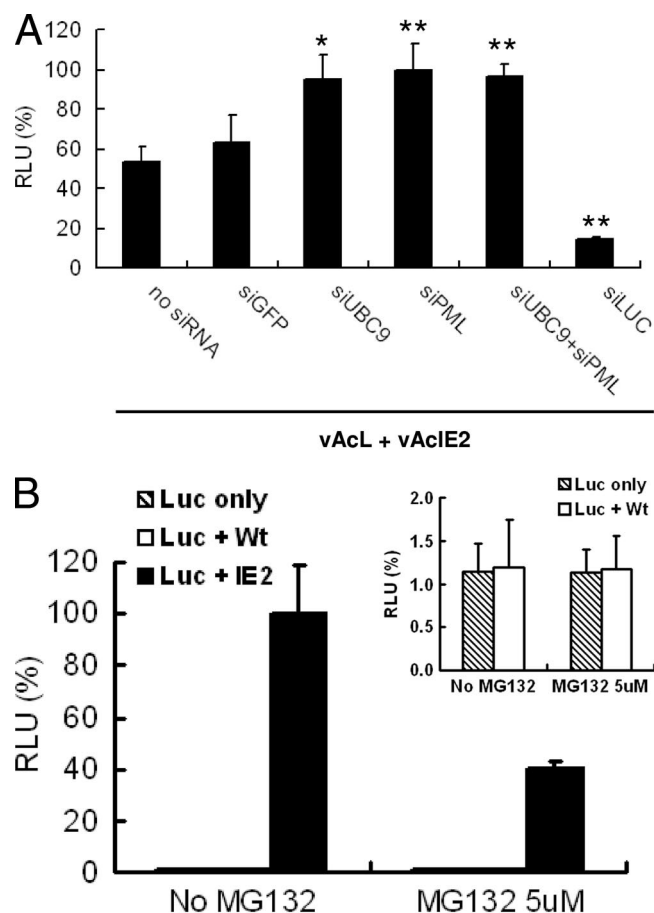 A
120
100
80
60
40
20
0
RLU (%)
*
**
**
**
no siRNA
siGFP
siUBC9
siPML
siUBC9+siPML
siLUC
vAcL + vAcIE2
B
Luc only
Luc + Wt
Luc + IE2
120
100
80
60
40
20
0
RLU (%)
No MG132
MG132 5uM
Luc only
Luc + Wt
2.0
1.5
1.0
0.5
0.0
RLU (%)
No MG132
MG132 5uM